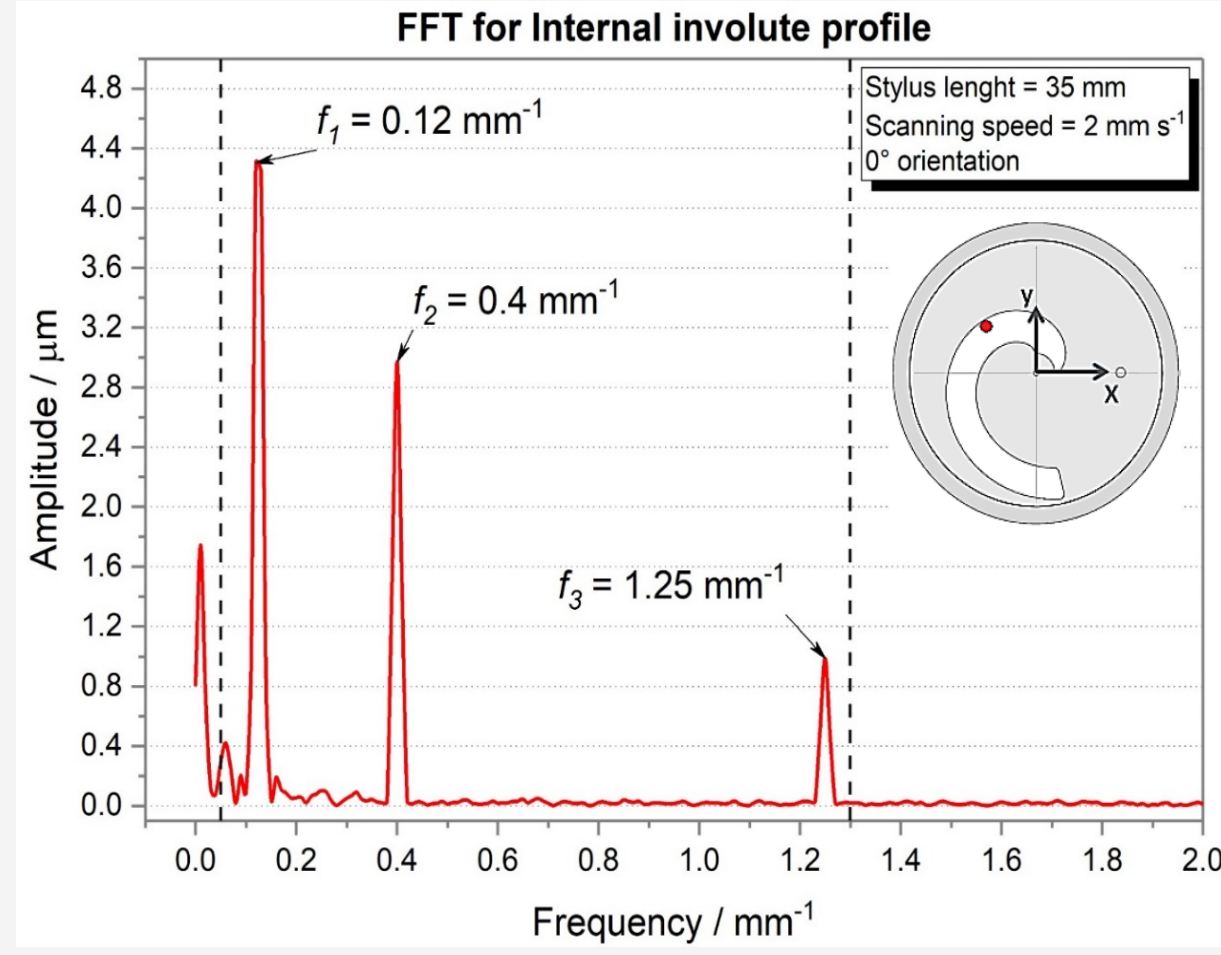 FFT for Internal involute profile
Stylus lenght = 35 mm
Scanning speed = 2 mm s⁻¹
0° orientation
f₁ = 0.12 mm⁻¹
f₂ = 0.4 mm⁻¹
f₃ = 1.25 mm⁻¹
y
x
Amplitude / μm
4.8
4.4
4.0
3.6
3.2
2.8
2.4
2.0
1.6
1.2
0.8
0.4
0.0
0.0 0.2 0.4 0.6 0.8 1.0 1.2 1.4 1.6 1.8 2.0
Frequency / mm⁻¹